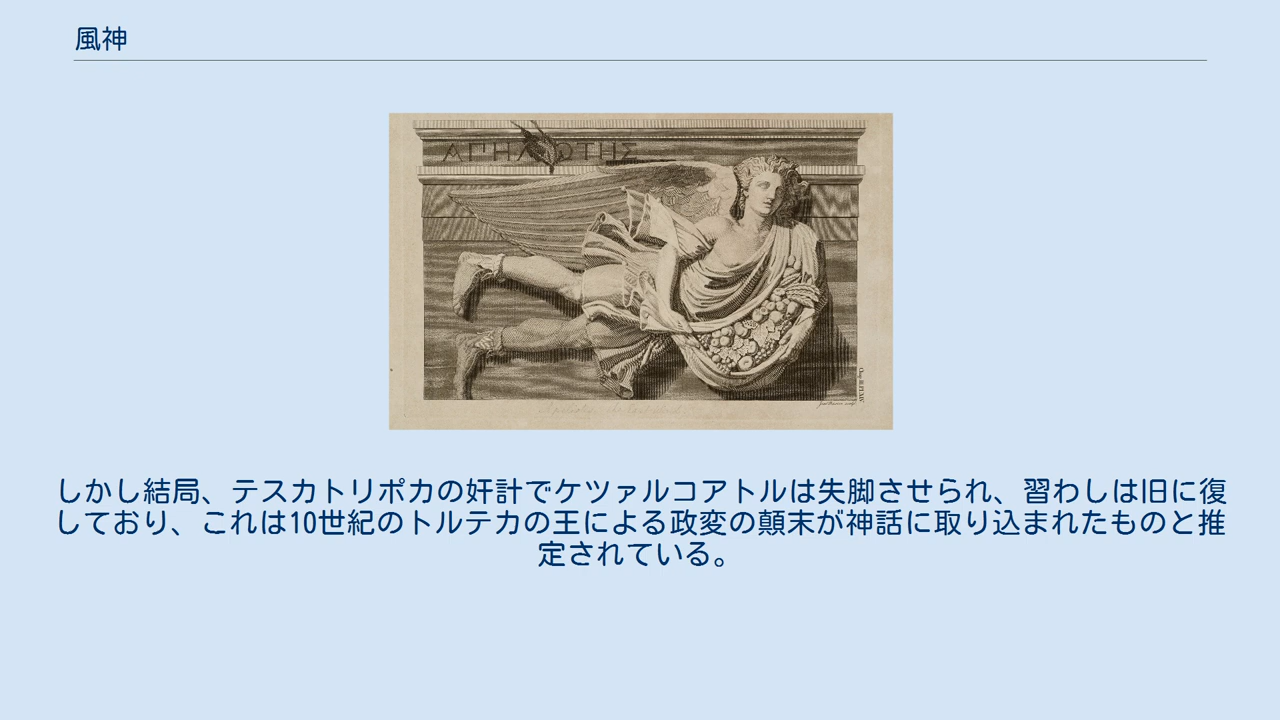 風神
ΑΠΗΛΙΩΤΗΣ
しかし結局、テスカトリポカの奸計でケツァルコアトルは失脚させられ、習わしは旧に復
しており、これは10世紀のトルテカの王による政変の顛末が神話に取り込まれたものと推
定されている。